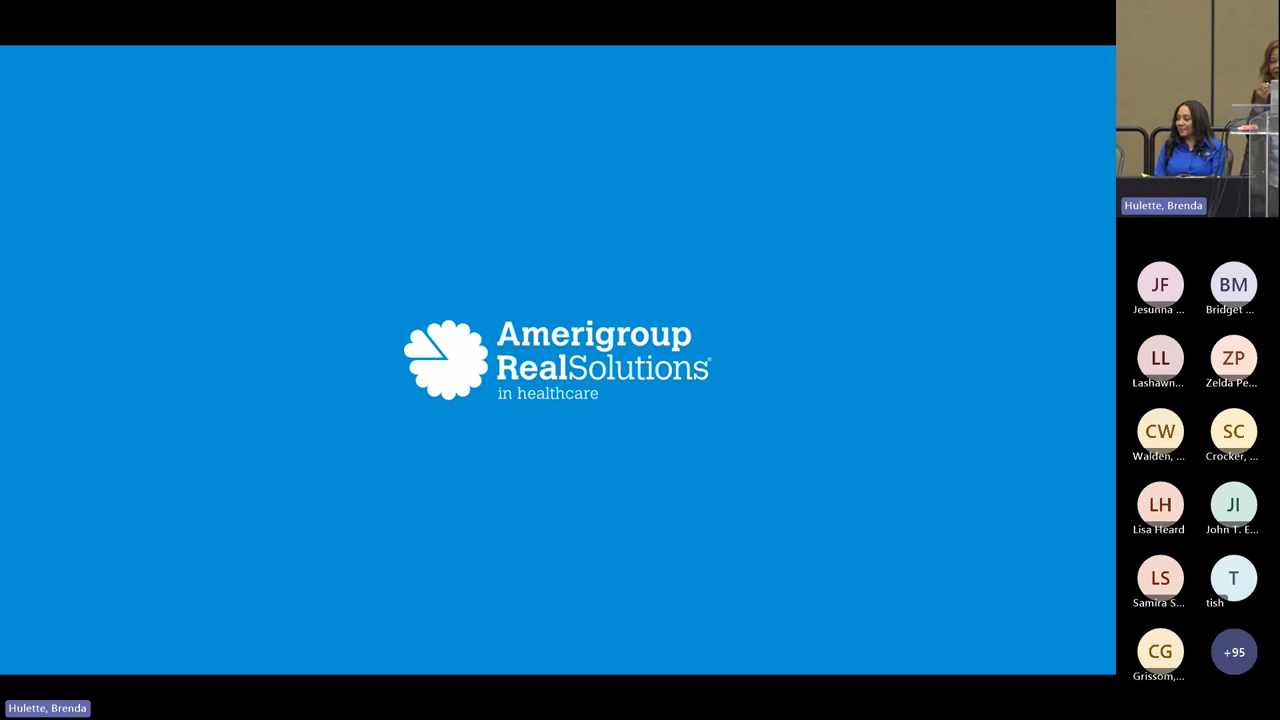 Amerigroup
RealSolutions®
in healthcare
Hulette, Brenda
JF
BM
Jesunna ...
Bridget ...
LL
ZP
Lashawn...
Zelda Pe...
CW
SC
Walden, ...
Crocker, ...
LH
JI
Lisa Heard
John T. E...
LS
T
Samira S...
tish
CG
+95
Grissom,...
Hulette, Brenda